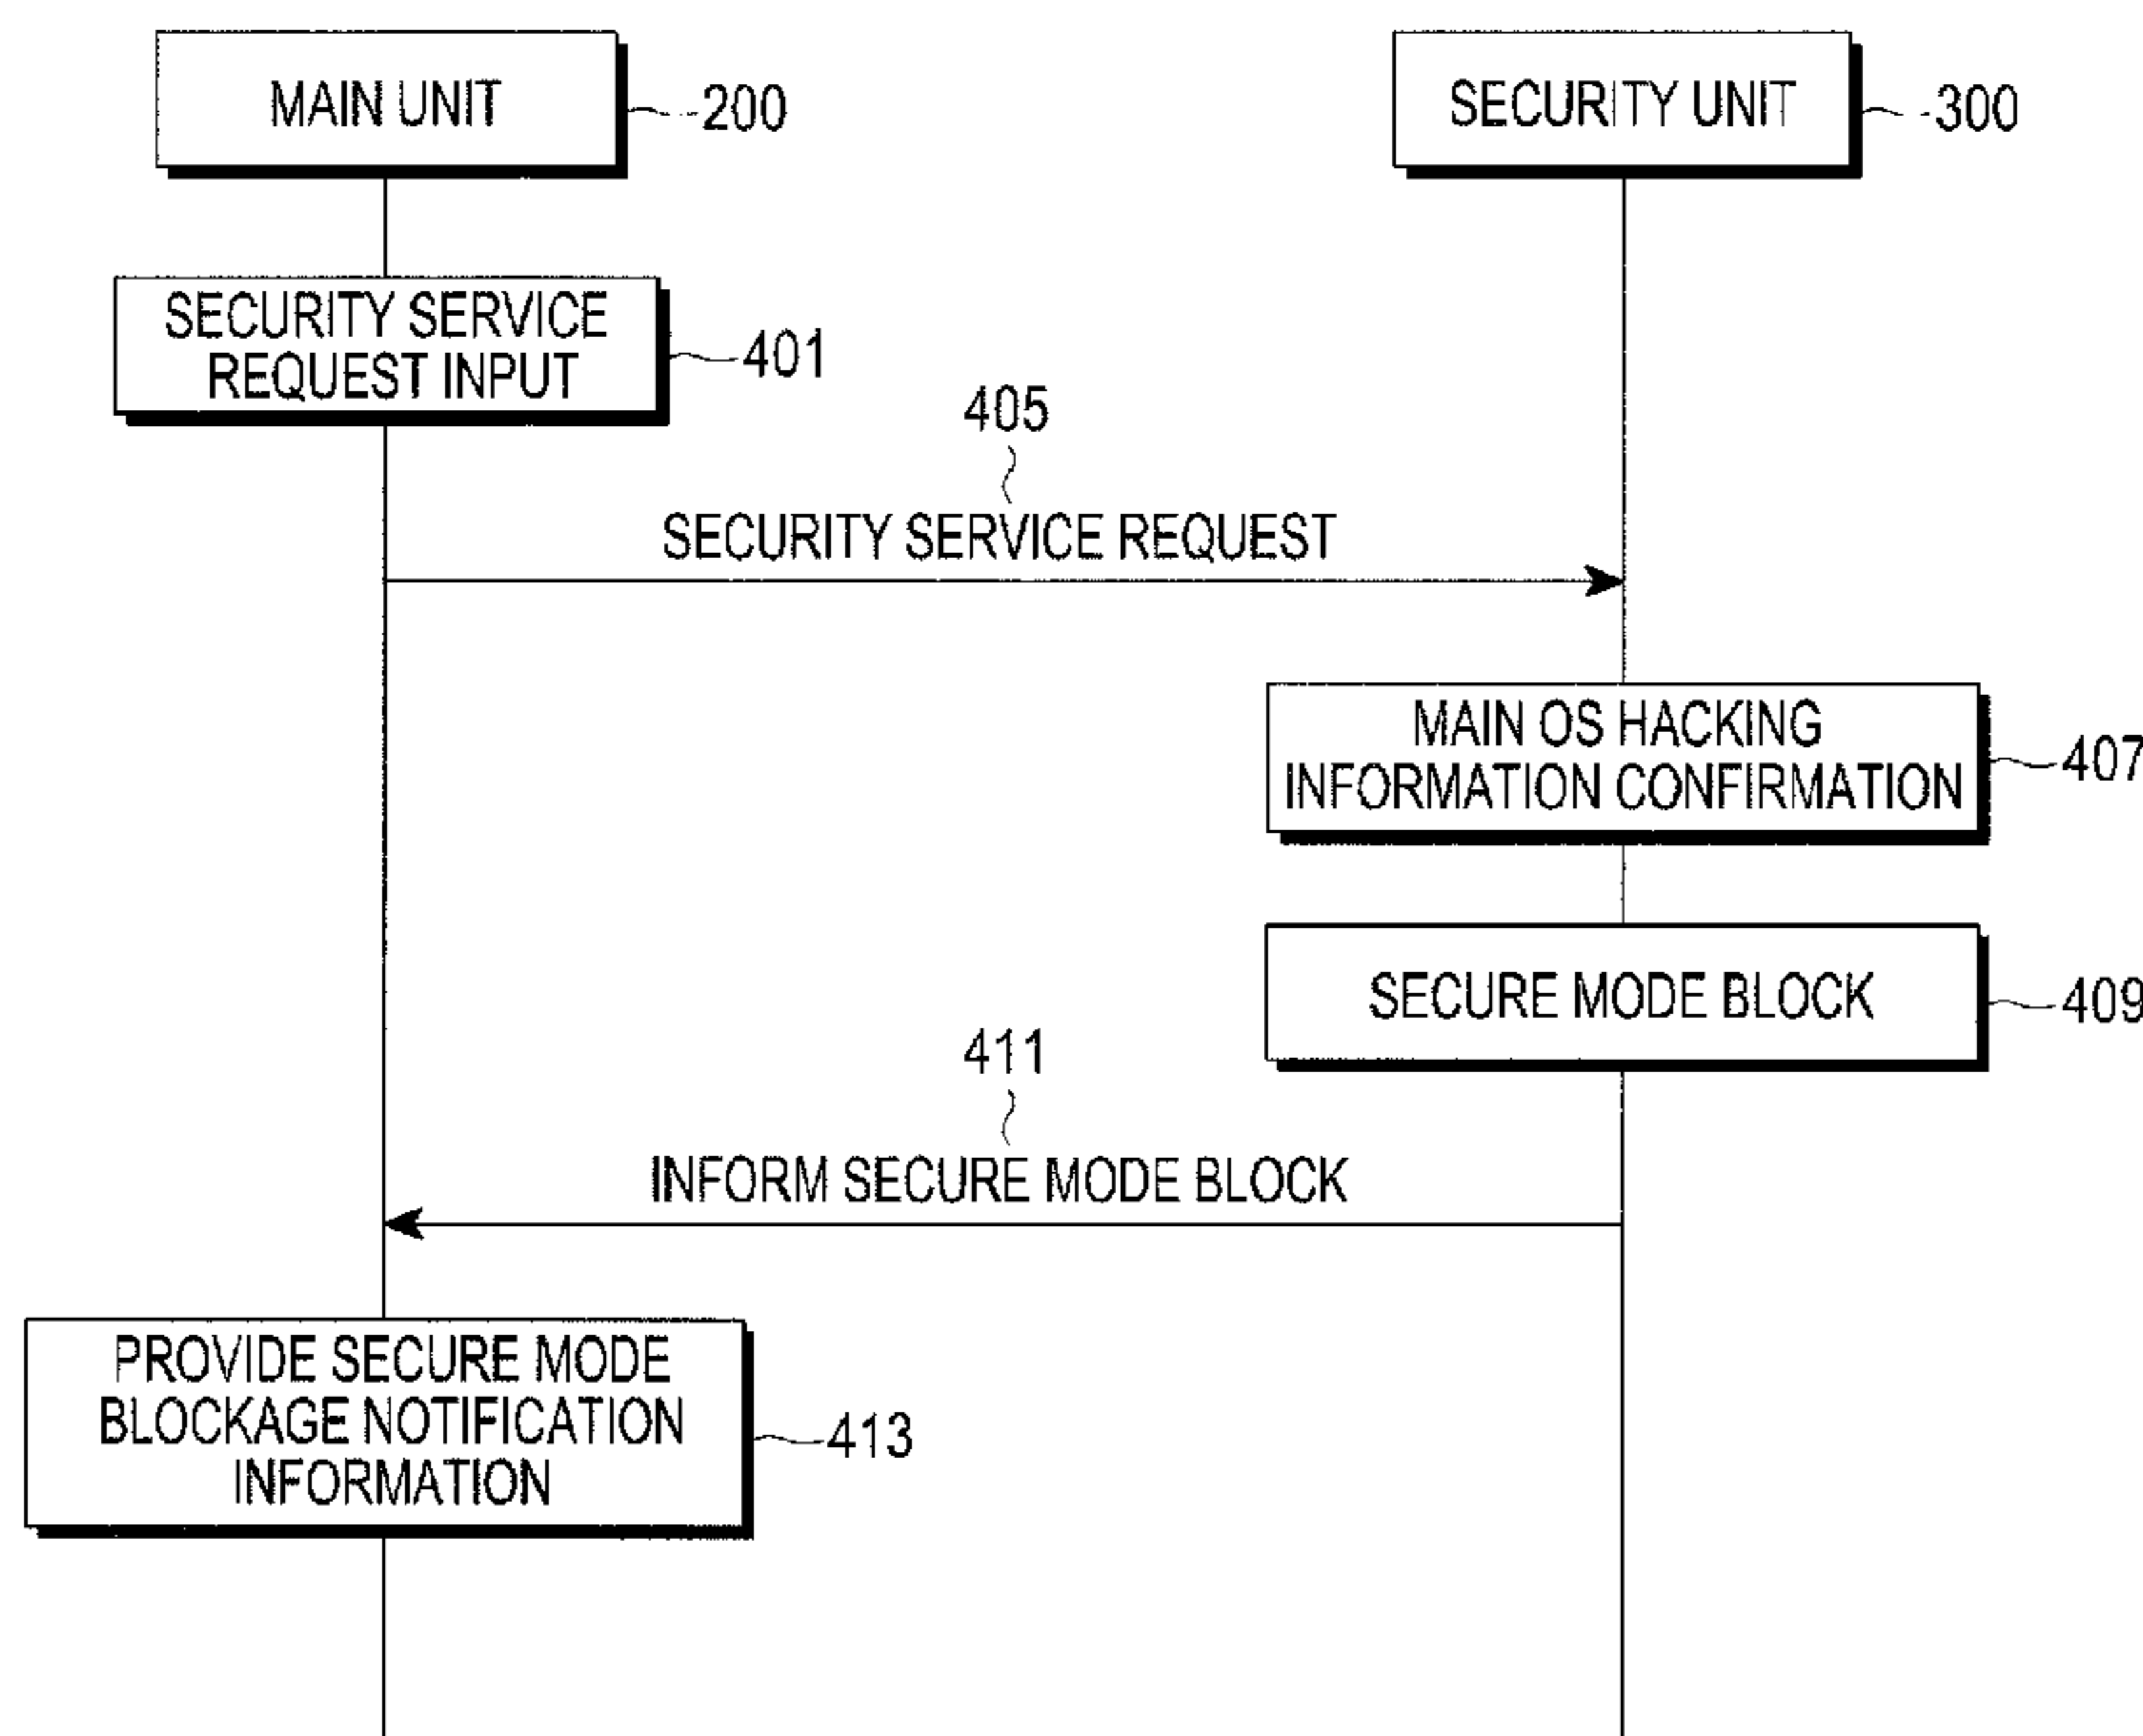 MAIN UNIT
200
SECURITY UNIT
300
SECURITY SERVICE
REQUEST INPUT
401
405
SECURITY SERVICE REQUEST
MAIN OS HACKING
INFORMATION CONFIRMATION
407
SECURE MODE BLOCK
409
411
INFORM SECURE MODE BLOCK
PROVIDE SECURE MODE
BLOCKAGE NOTIFICATION
INFORMATION
413